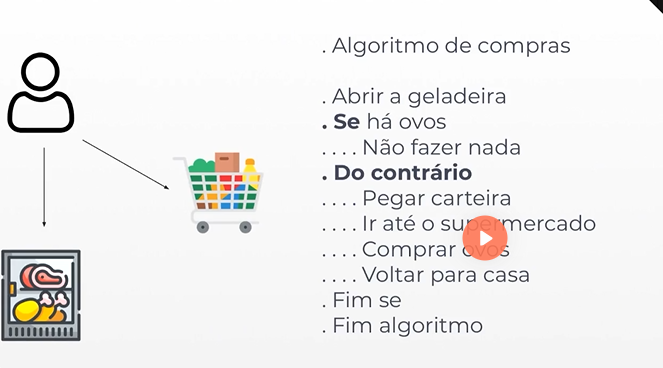 . Algoritmo de compras
. Abrir a geladeira
. Se há ovos
. . . . Não fazer nada
. Do contrário
. . . . Pegar carteira
. . . . Ir até o supermercado
. . . . Comprar ovos
. . . . Voltar para casa
. Fim se
. Fim algoritmo